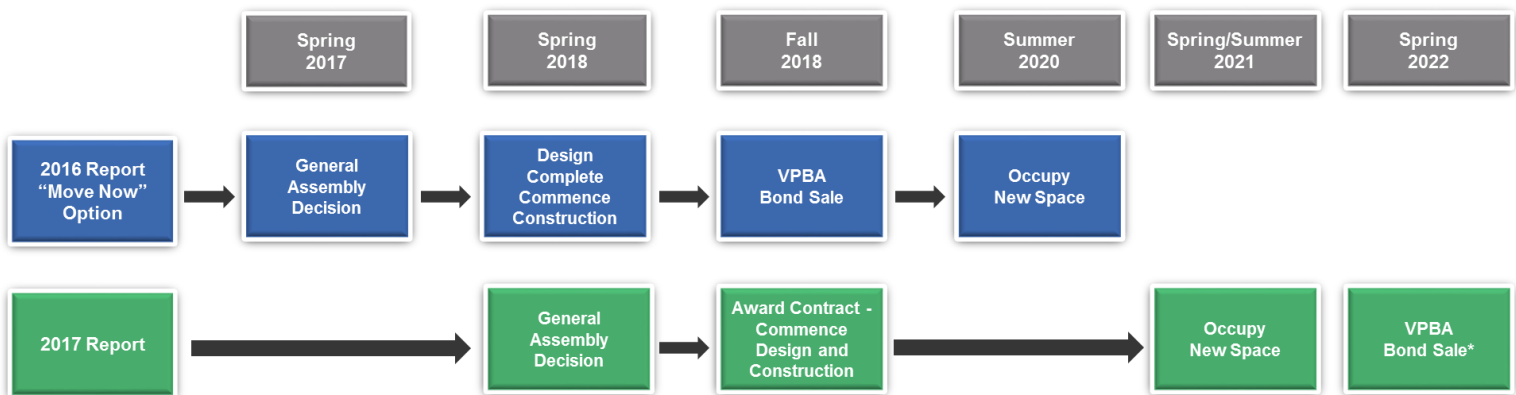 Spring
2017
Spring
2018
Fall
2018
Summer
2020
Spring/Summer
2021
Spring
2022
2016 Report
“Move Now”
Option
General
Assembly
Decision
Design
Complete
Commence
Construction
VPBA
Bond Sale
Occupy
New Space
2017 Report
General
Assembly
Decision
Award Contract -
Commence
Design and
Construction
Occupy
New Space
VPBA
Bond Sale*